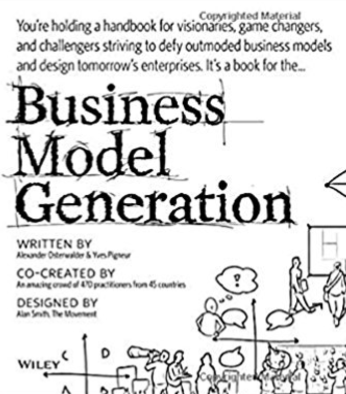 Copyrighted Material
You're holding a handbook for visionaries, game changers,
and challengers striving to defy outmoded business models
and design tomorrow's enterprises. It's a book for the...
Business
Model
Generation
WRITTEN BY
Alexander Osterwalder & Yves Pigneur
CO-CREATED BY
An amazing crowd of 470 practitioners from 45 countries
DESIGNED BY
Alan Smith, The Movement
H
?
!
WILEY
C D
A B
Copyrighted Material